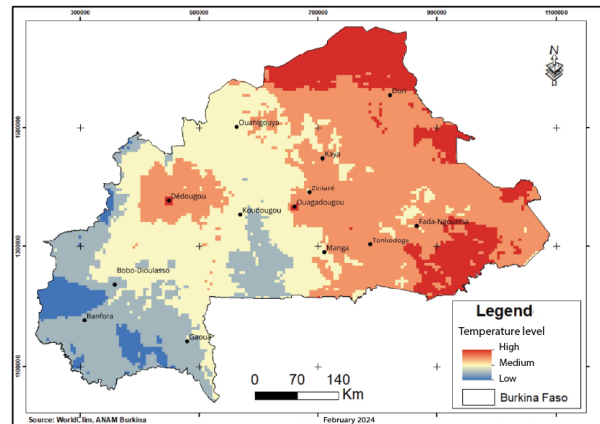 300000 500000 700000 900000 1100000
N
Dori
Ouahigouya
Kaya
Ziniaré
Dédougou
Ouagadougou
Koudougou
Fada-Ngourma
Tenkodogo
Manga
Bobo-Dioulasso
Banfora
Gaoua
1500000
1300000
1100000
Legend
Temperature level
High
Medium
Low
Burkina Faso
0 70 140
Km
Source: WorldClim, ANAM Burkina
February 2024